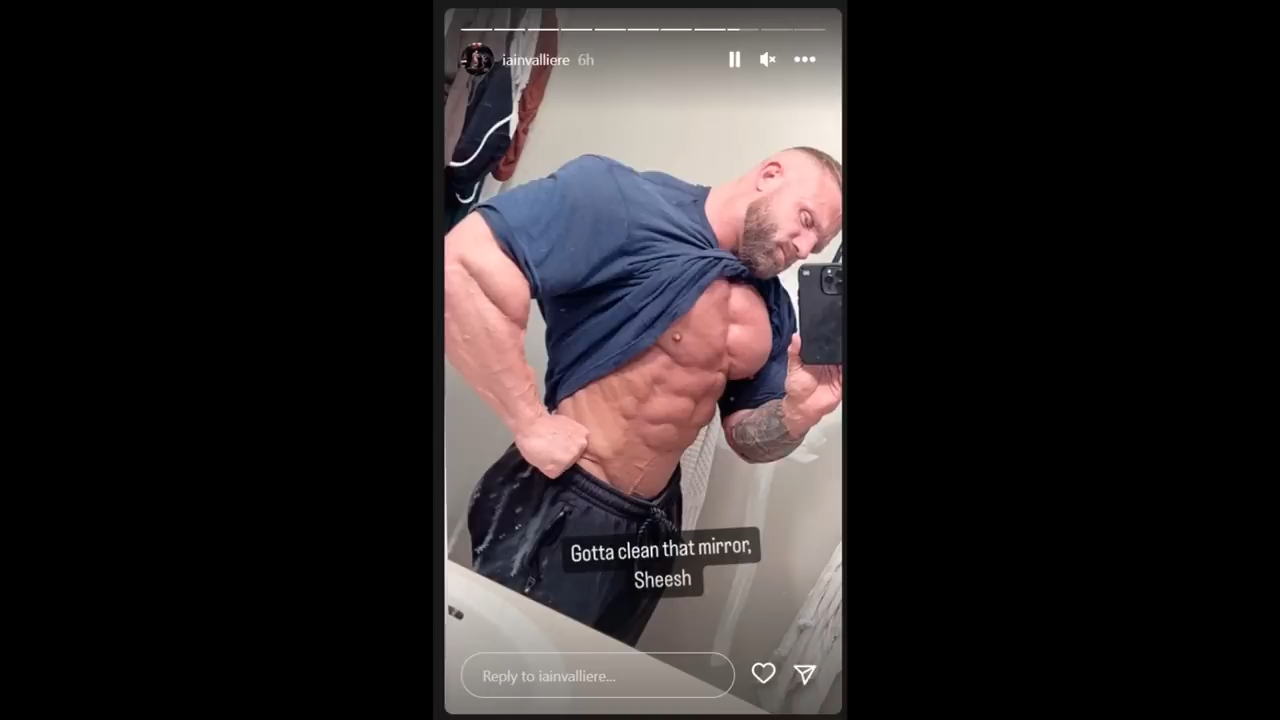 iainvalliere 6h
Gotta clean that mirror,
Sheesh
Reply to iainvalliere...